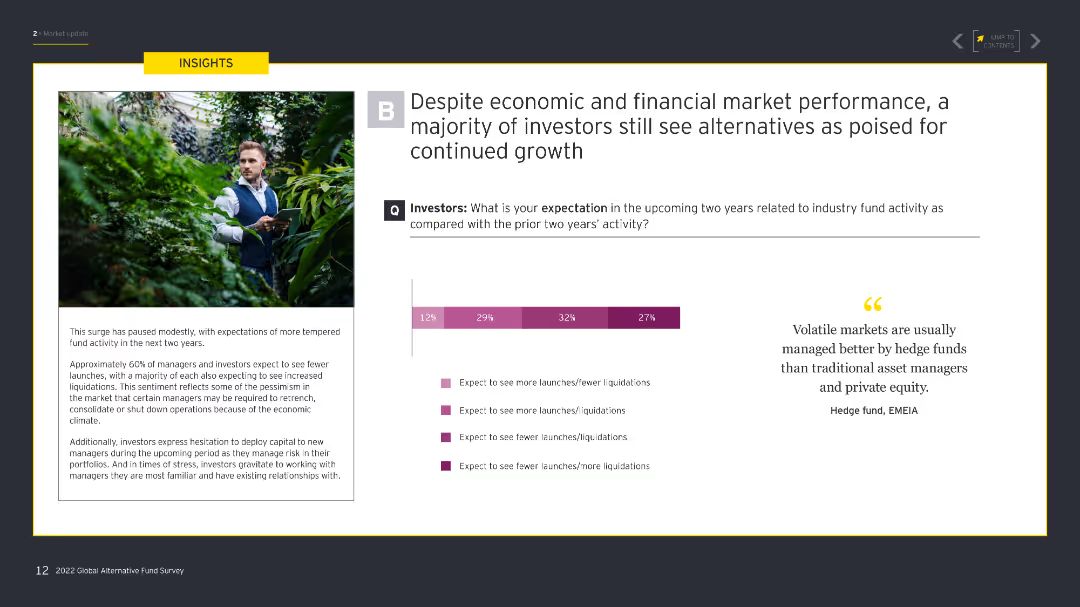 2 • Market update
JUMP TO
CONTENTS
INSIGHTS
This surge has paused modestly, with expectations of more tempered
fund activity in the next two years.
Approximately 60% of managers and investors expect to see fewer
launches, with a majority of each also expecting to see increased
liquidations. This sentiment reflects some of the pessimism in
the market that certain managers may be required to retrench,
consolidate or shut down operations because of the economic
climate.
Additionally, investors express hesitation to deploy capital to new
managers during the upcoming period as they manage risk in their
portfolios. And in times of stress, investors gravitate to working with
managers they are most familiar and have existing relationships with.
B
Despite economic and financial market performance, a
majority of investors still see alternatives as poised for
continued growth
Q
Investors: What is your expectation in the upcoming two years related to industry fund activity as
compared with the prior two years' activity?
12% 29% 32% 27%
Expect to see more launches/fewer liquidations
Expect to see more launches/liquidations
Expect to see fewer launches/liquidations
Expect to see fewer launches/more liquidations
“
Volatile markets are usually
managed better by hedge funds
than traditional asset managers
and private equity.
Hedge fund, EMEIA
12 2022 Global Alternative Fund Survey